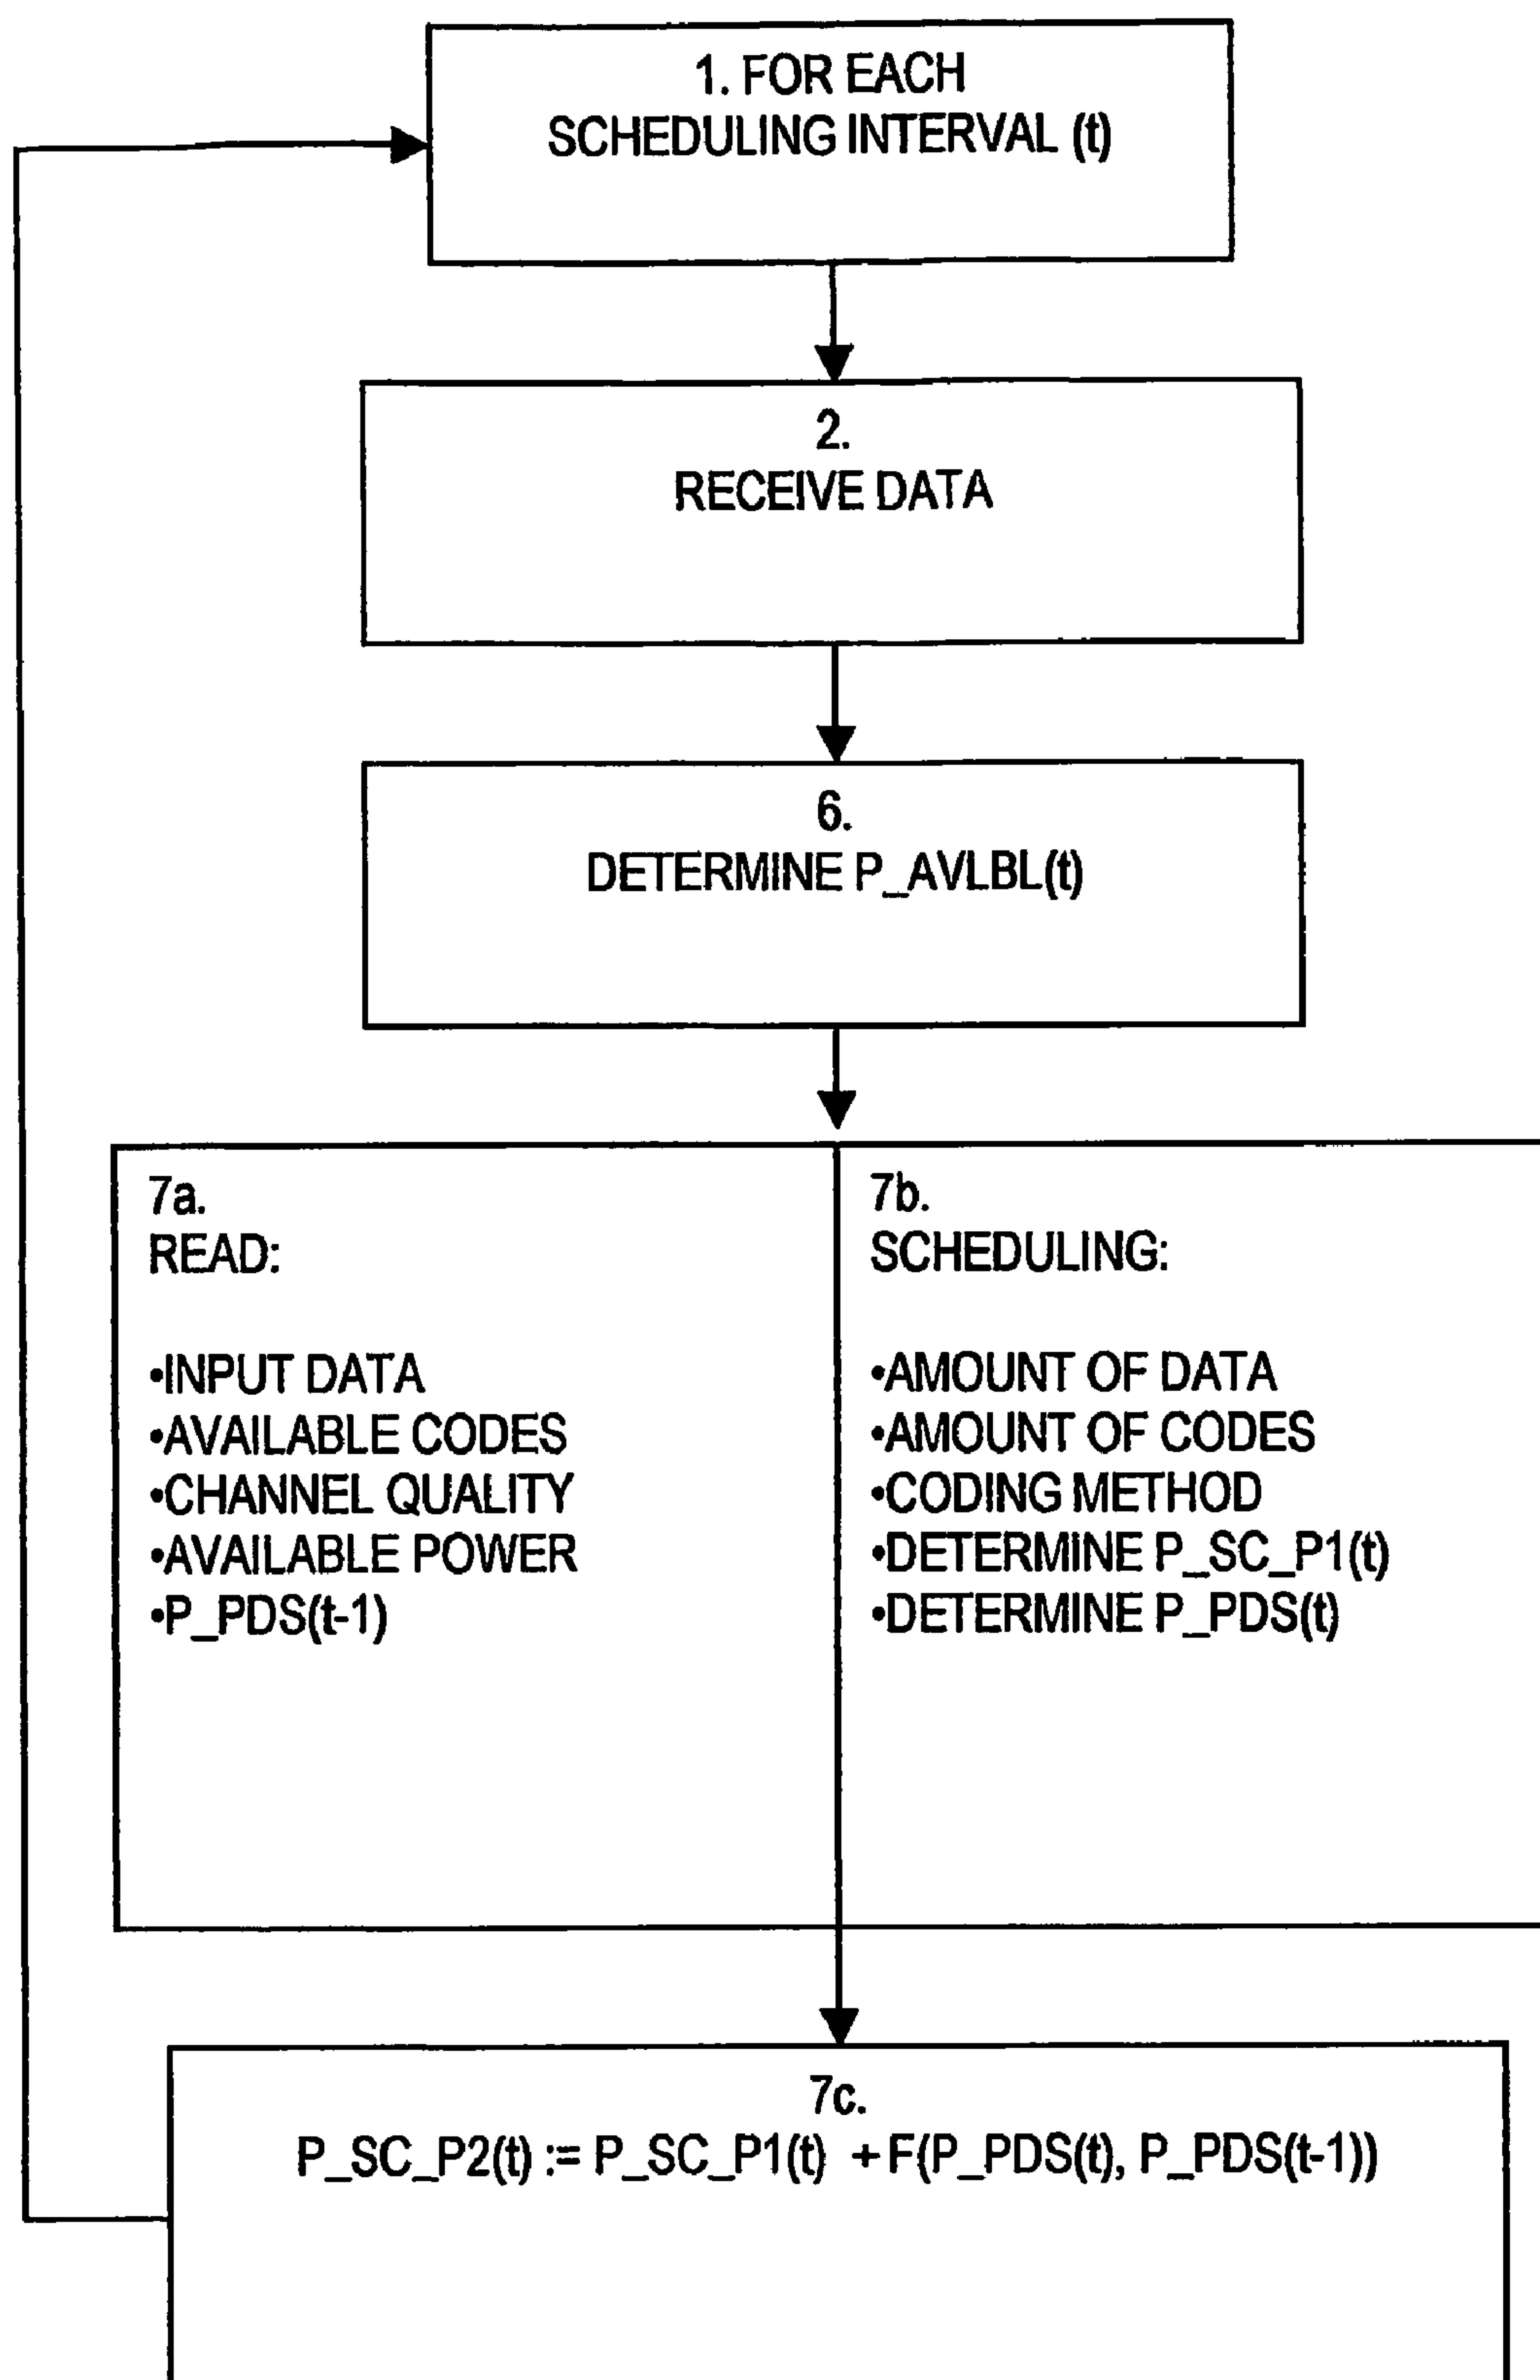 1. FOR EACH
SCHEDULING INTERVAL (t)
2.
RECEIVE DATA
6.
DETERMINE P_AVLBL(t)
7a.
READ:
•INPUT DATA
•AVAILABLE CODES
•CHANNEL QUALITY
•AVAILABLE POWER
•P_PDS(t-1)
7b.
SCHEDULING:
•AMOUNT OF DATA
•AMOUNT OF CODES
•CODING METHOD
•DETERMINE P_SC_P1(t)
•DETERMINE P_PDS(t)
7c.
P_SC_P2(t) := P_SC_P1(t) + F(P_PDS(t), P_PDS(t-1))